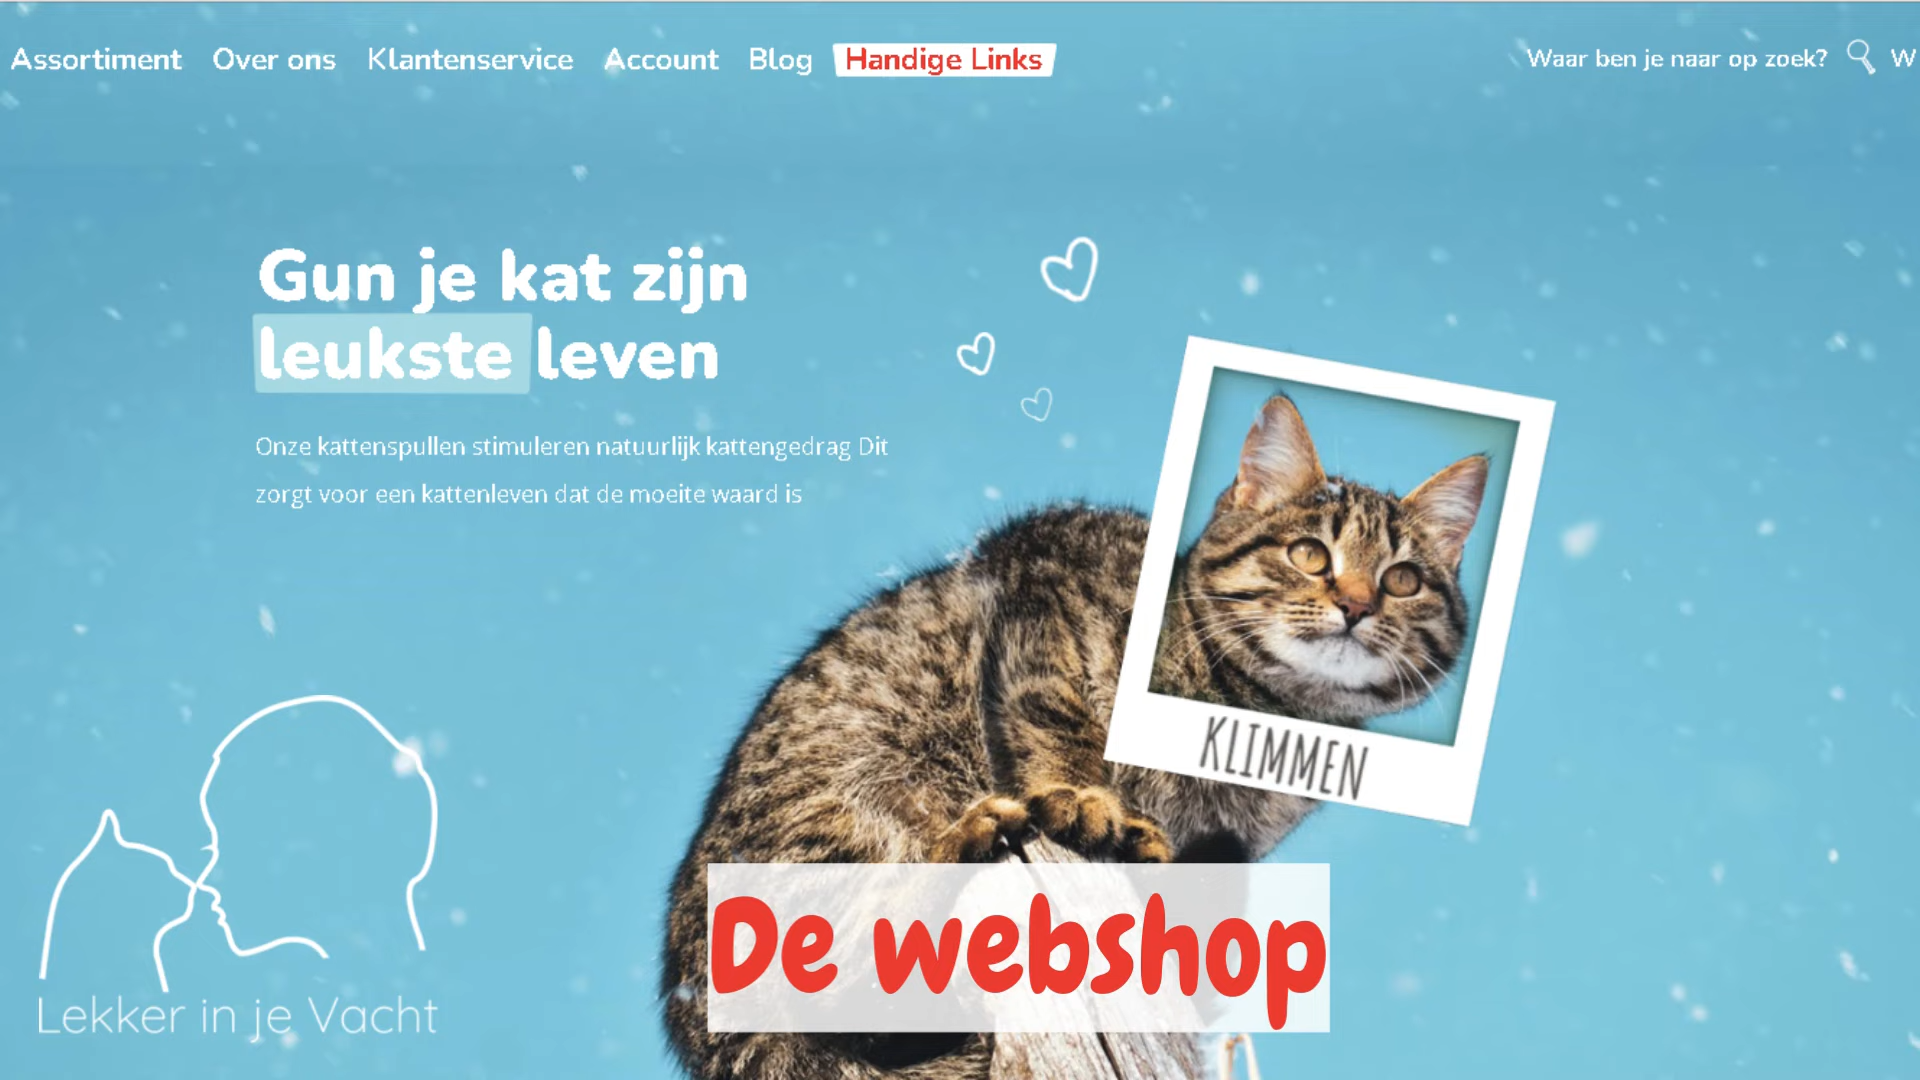 Assortiment Over ons Klantenservice Account Blog Handige Links Waar ben je naar op zoek? W
Gun je kat zijn
leukste leven
Onze kattenspullen stimuleren natuurlijk kattengedrag Dit
zorgt voor een kattenleven dat de moeite waard is
KLIMMEN
De webshop
Lekker in je Vacht